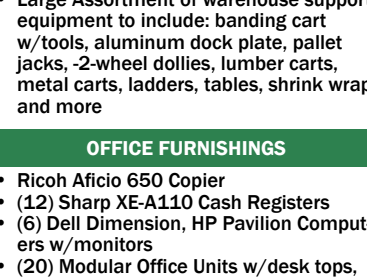 • Large Assortment of warehouse support
equipment to include: banding cart
w/tools, aluminum dock plate, pallet
jacks, -2-wheel dollies, lumber carts,
metal carts, ladders, tables, shrink wrap
and more
OFFICE FURNISHINGS
• Ricoh Aficio 650 Copier
• (12) Sharp XE-A110 Cash Registers
• (6) Dell Dimension, HP Pavilion Comput-
ers w/monitors
• (20) Modular Office Units w/desk tops,